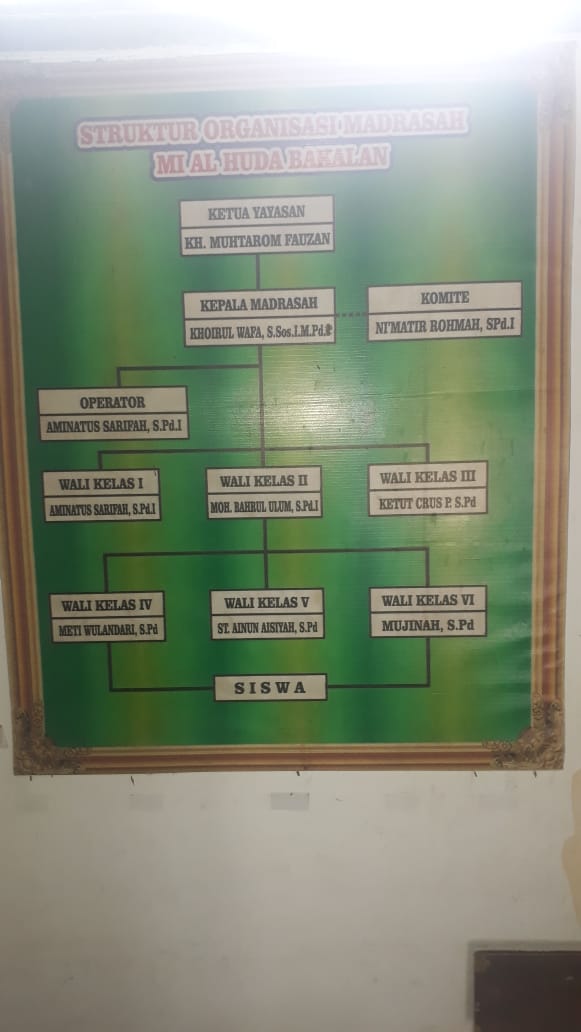 STRUKTUR ORGANISASI MADRASAH
MI AL HUDA BAKALAN
KETUA YAYASAN
KH. MUHTAROM FAUZAN
KEPALA MADRASAH
KHOIRUL WAFA, S.Sos.I.M.Pd.I
KOMITE
NI'MATIR ROHMAH, SPd.I
OPERATOR
AMINATUS SARIFAH, S.Pd.I
WALI KELAS I
AMINATUS SARIFAH, S.Pd.I
WALI KELAS II
MOH. BAHRUL ULUM, S.Pd.I
WALI KELAS III
KETUT CRUS P. S.Pd
WALI KELAS IV
METI WULANDARI, S.Pd
WALI KELAS V
ST. AINUN AISIYAH, S.Pd
WALI KELAS VI
MUJINAH, S.Pd
S I S W A